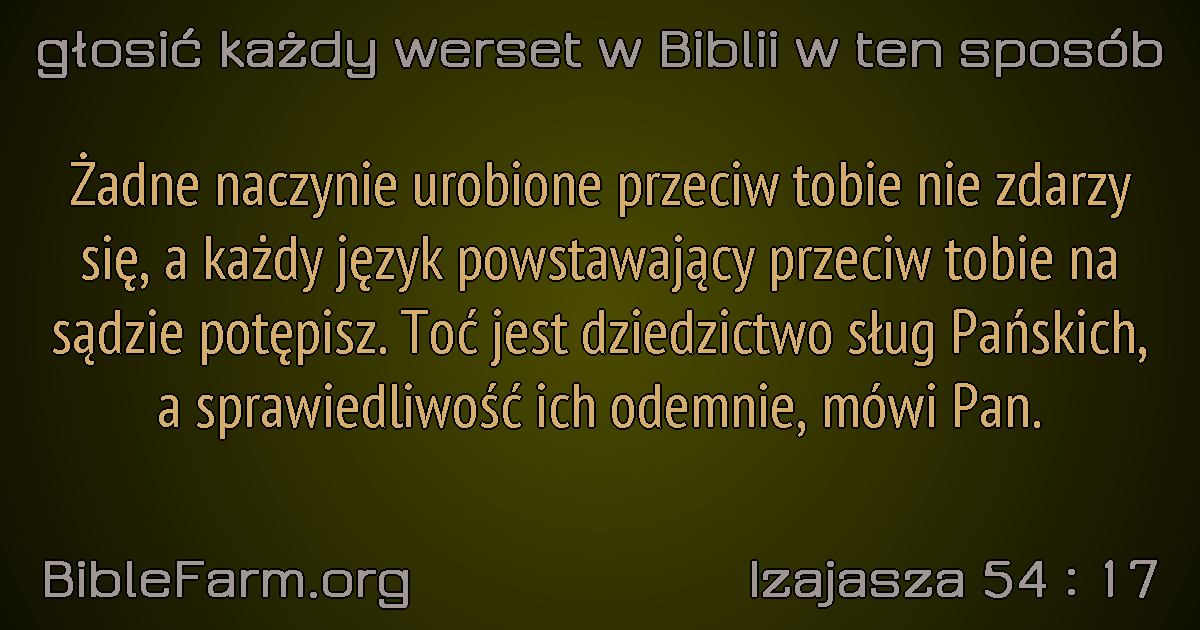 głosić każdy werset w Biblii w ten sposób
Żadne naczynie urobione przeciw tobie nie zdarzy
się, a każdy język powstawający przeciw tobie na
sądzie potępisz. Toć jest dziedzictwo sług Pańskich,
a sprawiedliwość ich odemnie, mówi Pan.
BibleFarm.org
Izajasza 54 : 17